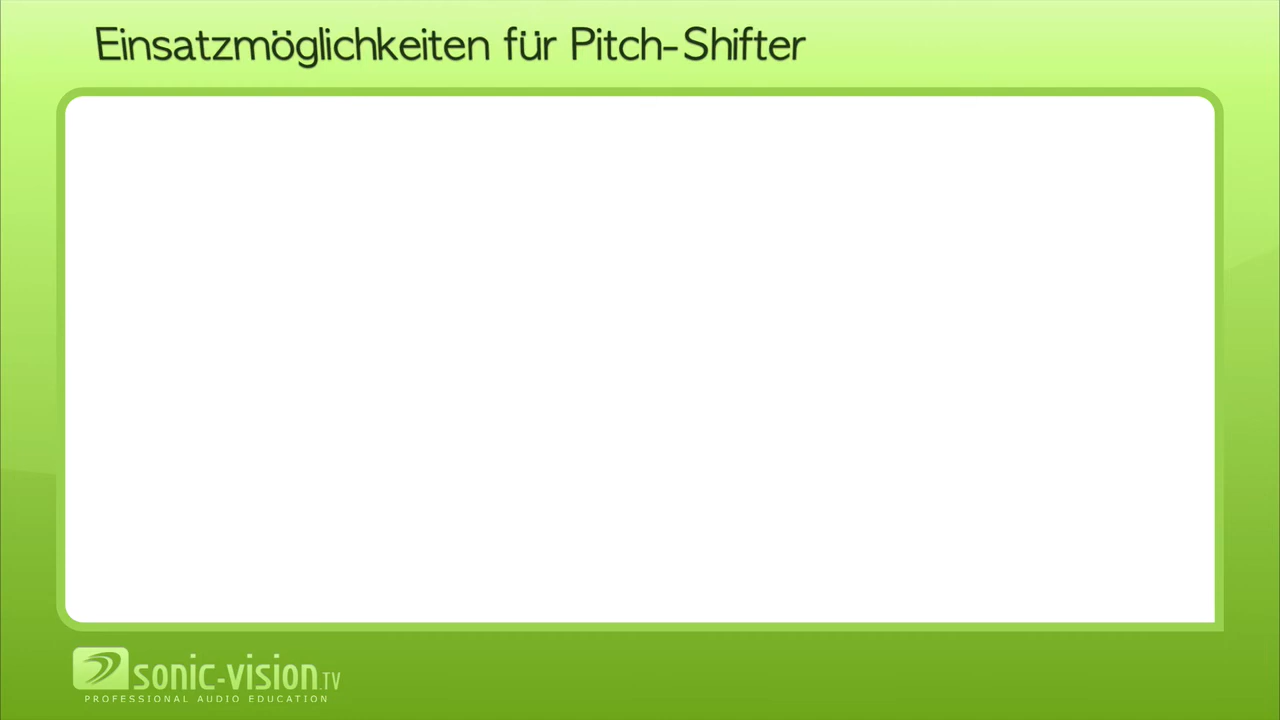 Einsatzmöglichkeiten für Pitch-Shifter
sonic-vision.TV
PROFESSIONAL AUDIO EDUCATION